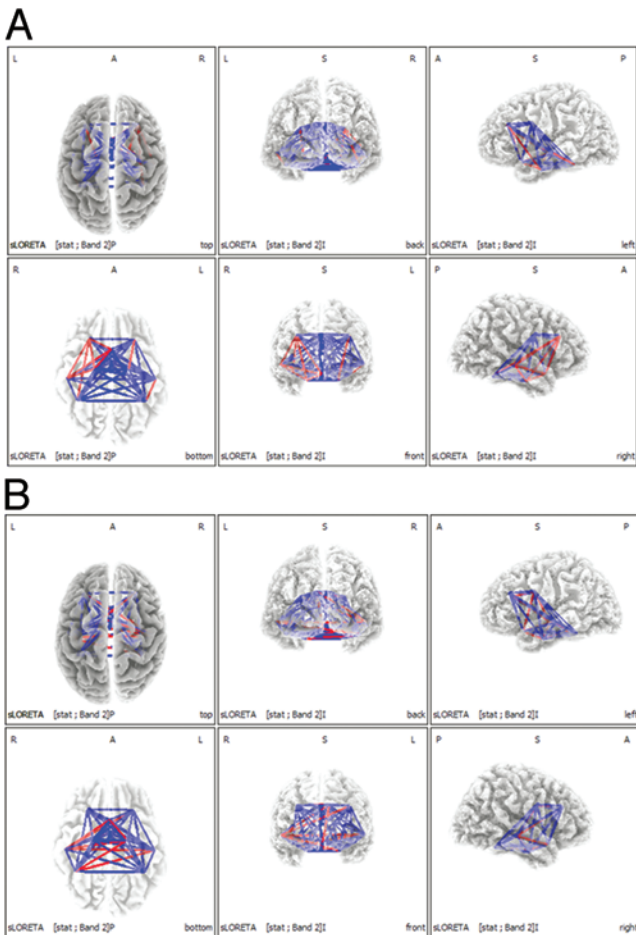 A
L A R
sLORETA [stat ; Band 2]P top
L S R
sLORETA [stat ; Band 2]I back
A S P
sLORETA [stat ; Band 2]I left
R A L
sLORETA [stat ; Band 2]P bottom
R S L
sLORETA [stat ; Band 2]I front
P S A
sLORETA [stat ; Band 2]I right
B
L A R
sLORETA [stat ; Band 2]P top
L S R
sLORETA [stat ; Band 2]I back
A S P
sLORETA [stat ; Band 2]I left
R A L
sLORETA [stat ; Band 2]P bottom
R S L
sLORETA [stat ; Band 2]I front
P S A
sLORETA [stat ; Band 2]I right